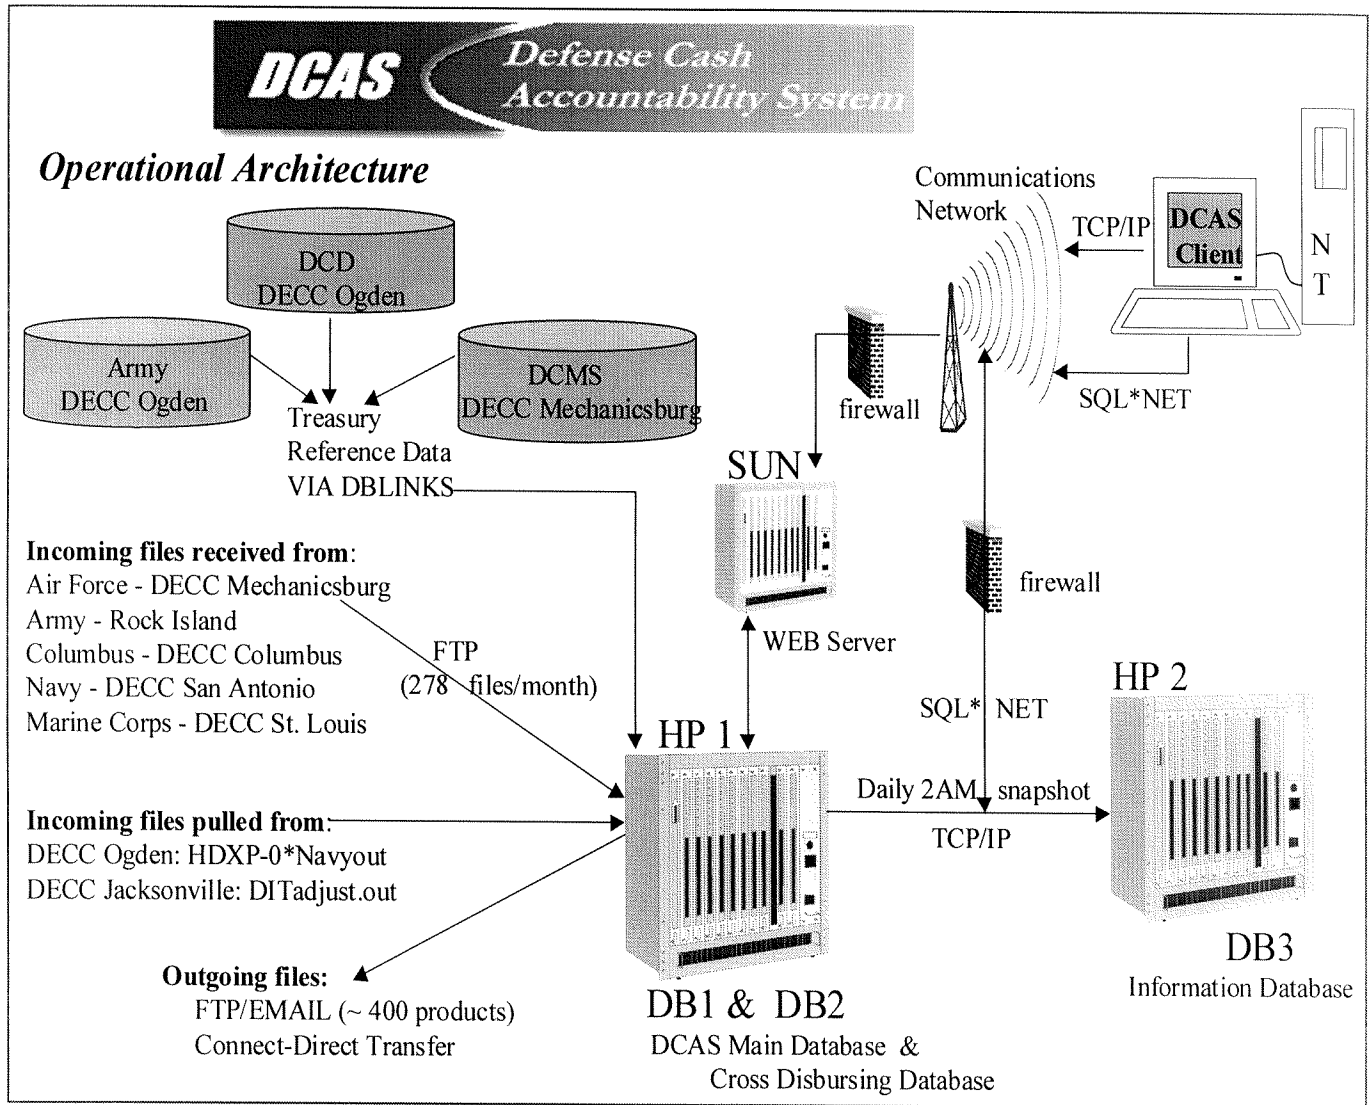 DCAS
Defense Cash
Accountability System
Operational Architecture
DCD
DECC Ogden
Army
DECC Ogden
DCMS
DECC Mechanicsburg
Treasury
Reference Data
VIA DBLINKS
Communications
Network
TCP/IP
DCAS
Client
N
T
SQL*NET
firewall
SUN
WEB Server
firewall
Incoming files received from:
Air Force - DECC Mechanicsburg
Army - Rock Island
Columbus - DECC Columbus
Navy - DECC San Antonio
Marine Corps - DECC St. Louis
FTP
(278 files/month)
SQL* NET
HP 1
HP 2
Daily 2AM snapshot
TCP/IP
Incoming files pulled from:
DECC Ogden: HDXP-0*Navyout
DECC Jacksonville: DITadjust.out
Outgoing files:
FTP/EMAIL (~ 400 products)
Connect-Direct Transfer
DB1 & DB2
DCAS Main Database &
Cross Disbursing Database
DB3
Information Database